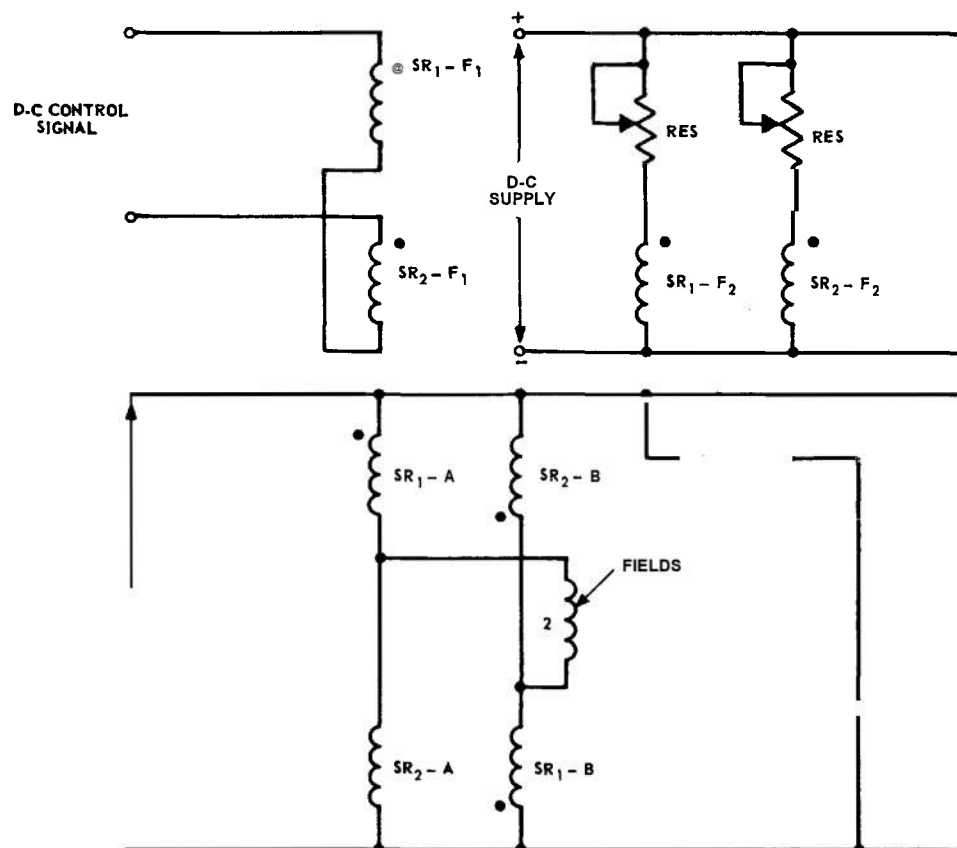 D-C CONTROL
SIGNAL
SR₁-F₁
SR₂-F₁
+
D-C
SUPPLY
-
RES
RES
SR₁-F₂
SR₂-F₂
SR₁-A
SR₂-B
FIELDS
2
SR₂-A
SR₁-B